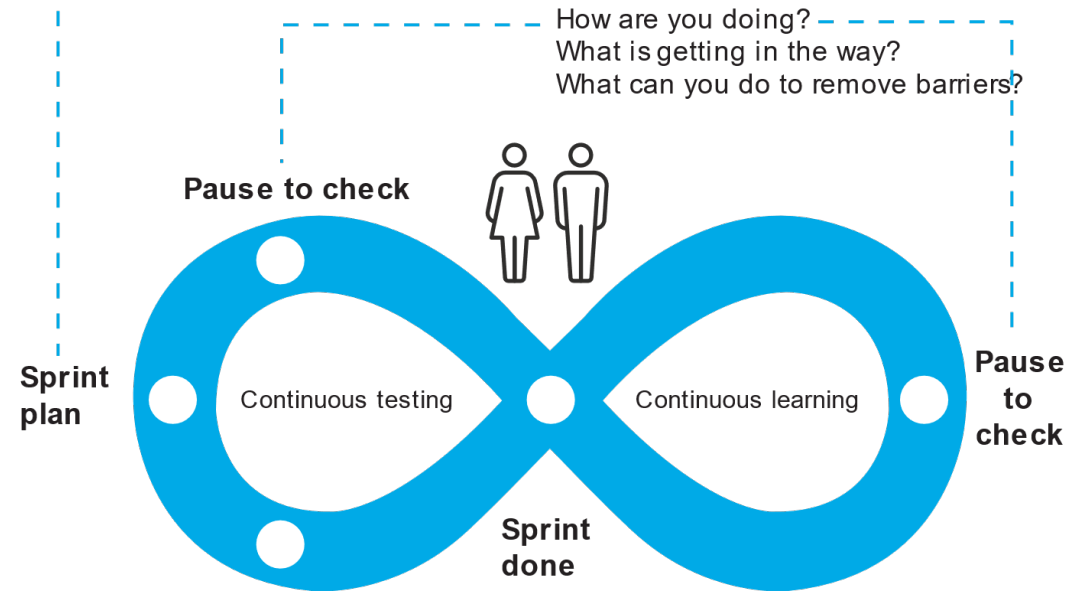 How are you doing?
What is getting in the way?
What can you do to remove barriers?
Pause to check
Sprint
plan
Continuous testing
Continuous learning
Pause
to
check
Sprint
done